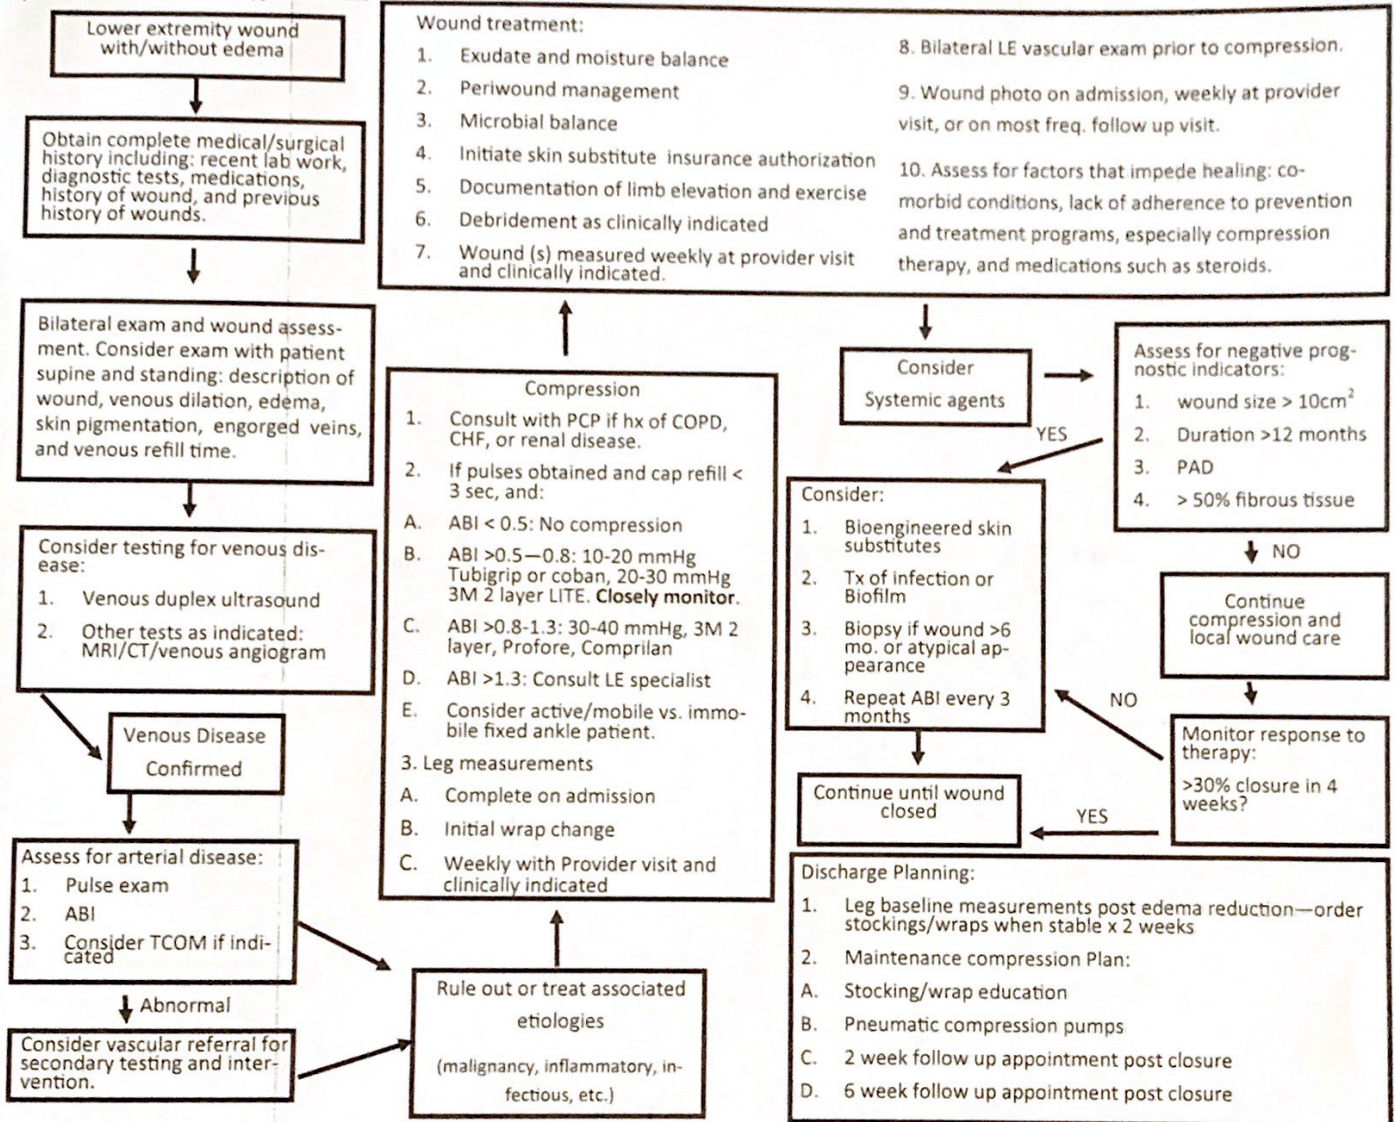 Lower extremity wound
with/without edema
Obtain complete medical/surgical
history including: recent lab work,
diagnostic tests, medications,
history of wound, and previous
history of wounds.
Bilateral exam and wound assess-
ment. Consider exam with patient
supine and standing: description of
wound, venous dilation, edema,
skin pigmentation, engorged veins,
and venous refill time.
Consider testing for venous dis-
ease:
1. Venous duplex ultrasound
2. Other tests as indicated:
MRI/CT/venous angiogram
Venous Disease
Confirmed
Assess for arterial disease:
1. Pulse exam
2. ABI
3. Consider TCOM if indi-
cated
Abnormal
Consider vascular referral for
secondary testing and inter-
vention.
Rule out or treat associated
etiologies
(malignancy, inflammatory, in-
fectious, etc.)
Compression
1. Consult with PCP if hx of COPD,
CHF, or renal disease.
2. If pulses obtained and cap refill <
3 sec, and:
A. ABI < 0.5: No compression
B. ABI >0.5—0.8: 10-20 mmHg
Tubigrip or coban, 20-30 mmHg
3M 2 layer LITE. Closely monitor.
C. ABI >0.8-1.3: 30-40 mmHg, 3M 2
layer, Profore, Comprilan
D. ABI >1.3: Consult LE specialist
E. Consider active/mobile vs. immo-
bile fixed ankle patient.
3. Leg measurements
A. Complete on admission
B. Initial wrap change
C. Weekly with Provider visit and
clinically indicated
Wound treatment:
1. Exudate and moisture balance
2. Periwound management
3. Microbial balance
4. Initiate skin substitute insurance authorization
5. Documentation of limb elevation and exercise
6. Debridement as clinically indicated
7. Wound (s) measured weekly at provider visit
and clinically indicated.
8. Bilateral LE vascular exam prior to compression.
9. Wound photo on admission, weekly at provider
visit, or on most freq. follow up visit.
10. Assess for factors that impede healing: co-
morbid conditions, lack of adherence to prevention
and treatment programs, especially compression
therapy, and medications such as steroids.
Consider
Systemic agents
Assess for negative prog-
nostic indicators:
1. wound size > 10cm²
2. Duration >12 months
3. PAD
4. > 50% fibrous tissue
YES
NO
Consider:
1. Bioengineered skin
substitutes
2. Tx of infection or
Biofilm
3. Biopsy if wound >6
mo. or atypical ap-
pearance
4. Repeat ABI every 3
months
Continue
compression and
local wound care
NO
Monitor response to
therapy:
>30% closure in 4
weeks?
YES
Continue until wound
closed
Discharge Planning:
1. Leg baseline measurements post edema reduction—order
stockings/wraps when stable x 2 weeks
2. Maintenance compression Plan:
A. Stocking/wrap education
B. Pneumatic compression pumps
C. 2 week follow up appointment post closure
D. 6 week follow up appointment post closure